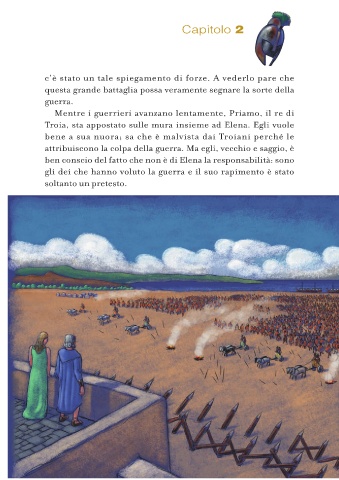 Capitolo 2
c'è stato un tale spiegamento di forze. A vederlo pare che
questa grande battaglia possa veramente segnare la sorte della
guerra.
Mentre i guerrieri avanzano lentamente, Priamo, il re di
Troia, sta appostato sulle mura insieme ad Elena. Egli vuole
bene a sua nuora; sa che è malvista dai Troiani perché le
attribuiscono la colpa della guerra. Ma egli, vecchio e saggio, è
ben conscio del fatto che non è di Elena la responsabilità: sono
gli dei che hanno voluto la guerra e il suo rapimento è stato
soltanto un pretesto.